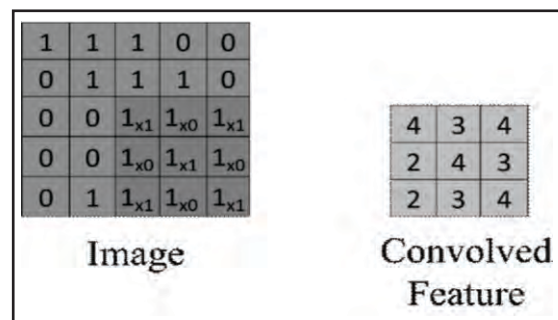 1 1 1 0 0
0 1 1 1 0
0 0 1x1 1x0 1x1
0 0 1x0 1x1 1x0
0 1 1x1 1x0 1x1
Image
4 3 4
2 4 3
2 3 4
Convolved
Feature